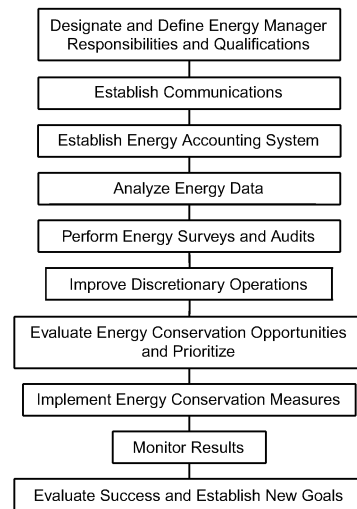 Designate and Define Energy Manager
Responsibilities and Qualifications
Establish Communications
Establish Energy Accounting System
Analyze Energy Data
Perform Energy Surveys and Audits
Improve Discretionary Operations
Evaluate Energy Conservation Opportunities
and Prioritize
Implement Energy Conservation Measures
Monitor Results
Evaluate Success and Establish New Goals